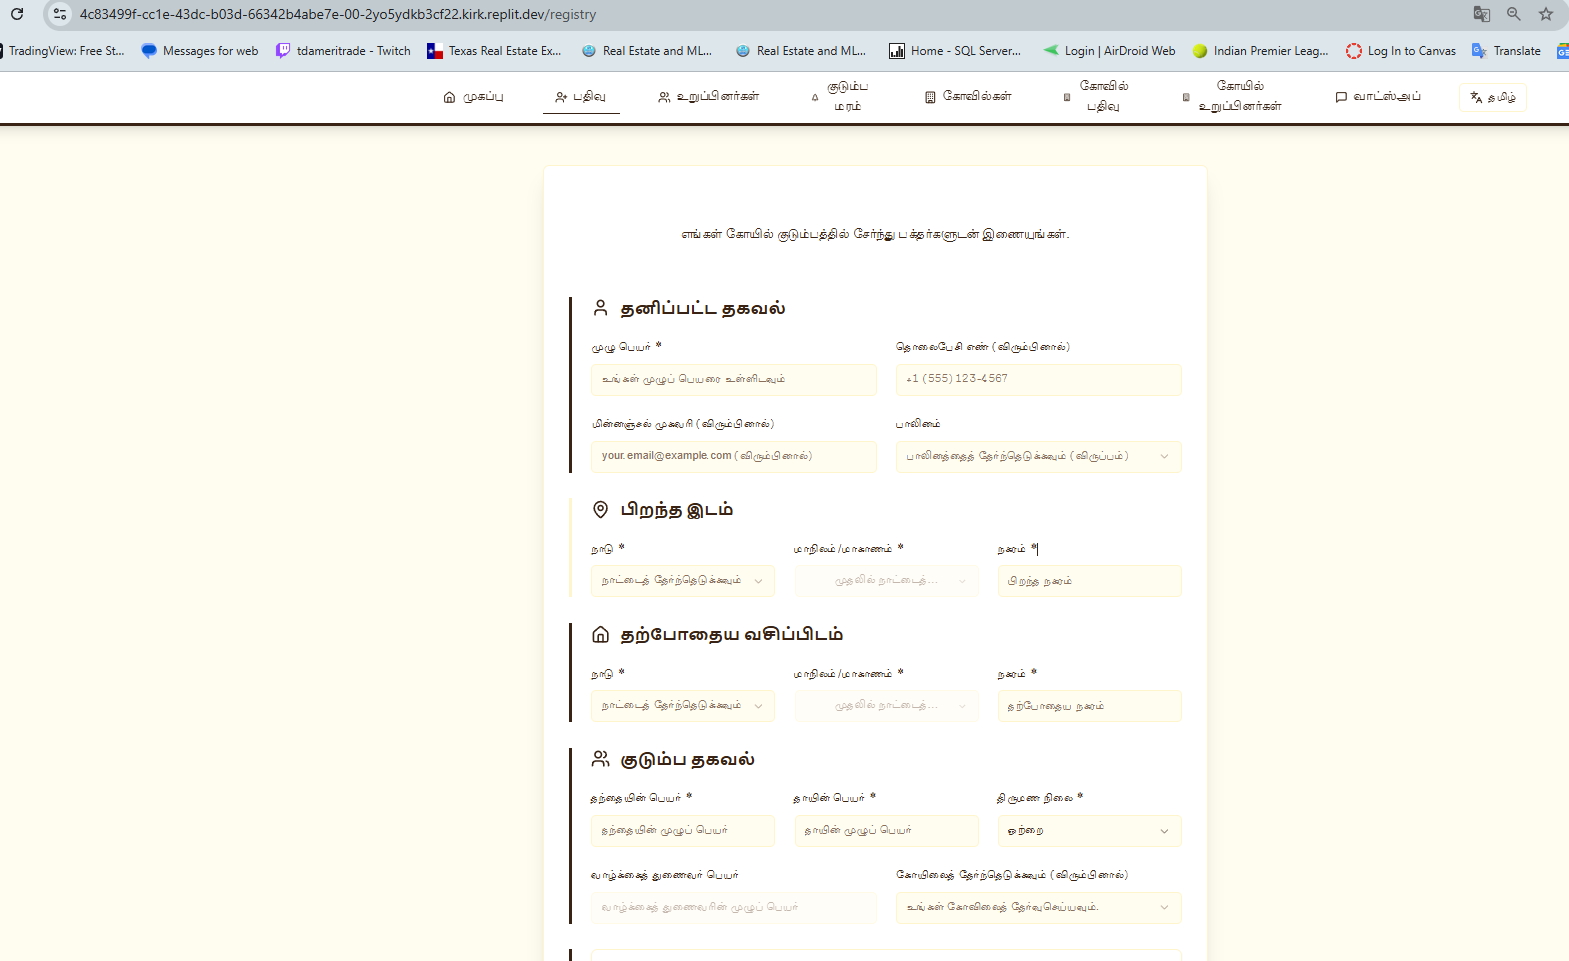 4c83499f-cc1e-43dc-b03d-66342b4abe7e-00-2yo5ydkb3cf22.kirk.replit.dev/registry
TradingView: Free St... Messages for web tdameritrade - Twitch Texas Real Estate Ex... Real Estate and ML... Real Estate and ML... Home - SQL Server... Login | AirDroid Web Indian Premier Leag... Log In to Canvas Translate
முகப்பு பதிவு உறுப்பினர்கள் குடும்ப மரம் கோவில்கள் கோவில் பதிவு கோயில் உறுப்பினர்கள் வாட்ஸ்அப் தமிழ்
எங்கள் கோயில் குடும்பத்தில் சேர்ந்து பக்தர்களுடன் இணையுங்கள்.
தனிப்பட்ட தகவல்
முழு பெயர் * தொலைபேசி எண் (விரும்பினால்)
உங்கள் முழுப் பெயரை உள்ளிடவும் +1 (555) 123-4567
மின்னஞ்சல் முகவரி (விரும்பினால்) பாலினம்
your.email@example.com (விரும்பினால்) பாலினத்தைத் தேர்ந்தெடுக்கவும் (விருப்பம்)
பிறந்த இடம்
நாடு * மாநிலம்/மாகாணம் * நகரம் *
நாட்டைத் தேர்ந்தெடுக்கவும் முதலில் நாட்டைத்... பிறந்த நகரம்
தற்போதைய வசிப்பிடம்
நாடு * மாநிலம்/மாகாணம் * நகரம் *
நாட்டைத் தேர்ந்தெடுக்கவும் முதலில் நாட்டைத்... தற்போதைய நகரம்
குடும்ப தகவல்
தந்தையின் பெயர் * தாயின் பெயர் * திருமண நிலை *
தந்தையின் முழுப் பெயர் தாயின் முழுப் பெயர் ஒற்றை
வாழ்க்கைத் துணைவர் பெயர் கோயிலைத் தேர்ந்தெடுக்கவும் (விரும்பினால்)
வாழ்க்கைத் துணைவரின் முழுப் பெயர் உங்கள் கோவிலைத் தேர்வுசெய்யவும்.